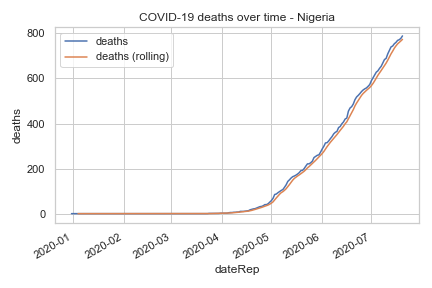 COVID-19 deaths over time - Nigeria
800
deaths
deaths (rolling)
600
400
200
0
deaths
2020-01
2020-02
2020-03
2020-04
2020-05
2020-06
2020-07
dateRep